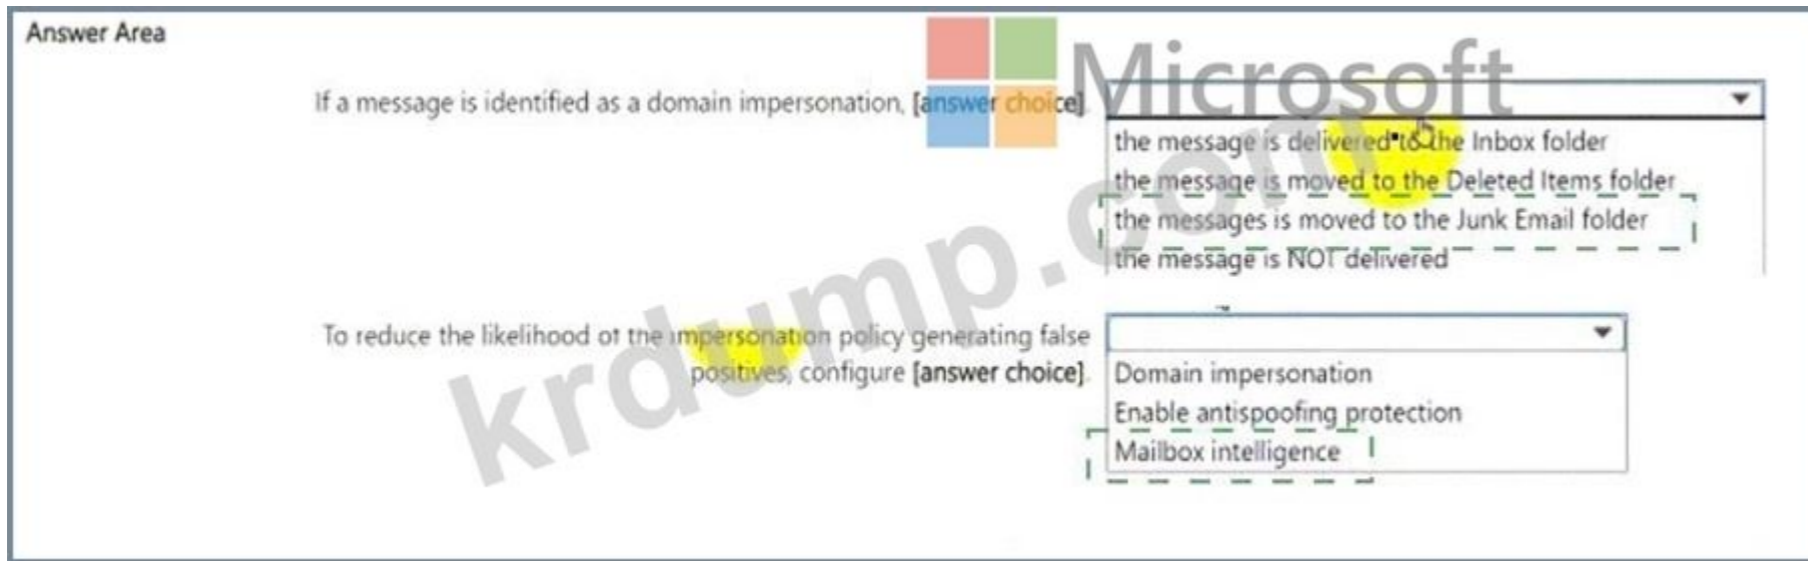 Answer Area
Microsoft
If a message is identified as a domain impersonation, [answer choice].
the message is delivered to the Inbox folder
the message is moved to the Deleted Items folder
the messages is moved to the Junk Email folder
the message is NOT delivered
krdump.com
To reduce the likelihood of the impersonation policy generating false
positives, configure [answer choice].
Domain impersonation
Enable antispoofing protection
Mailbox intelligence